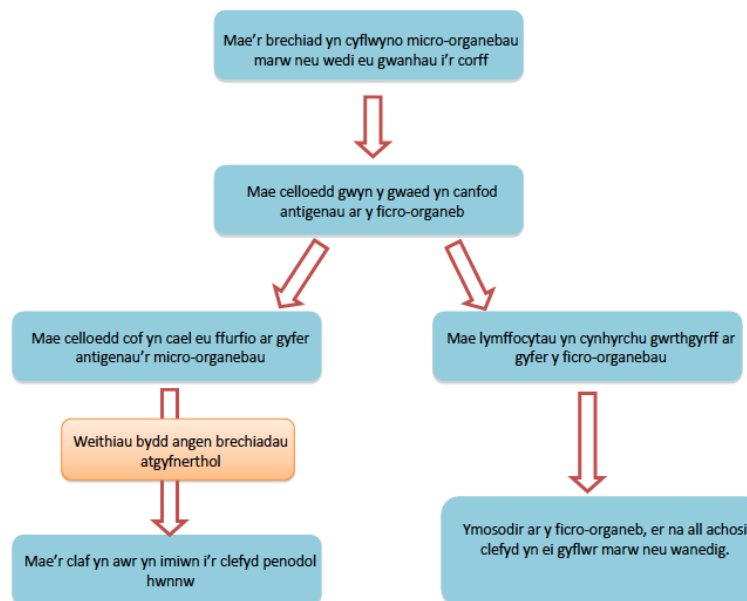 Mae'r brechiad yn cyflwyno micro-organebau
marw neu wedi eu gwanhau i'r corff
Mae celloedd gwyn y gwaed yn canfod
antigenau ar y ficro-organeb
Mae celloedd cof yn cael eu ffurfio ar gyfer
antigenau'r micro-organebau
Mae lymffocytau yn cynhyrchu gwrthgyrff ar
gyfer y ficro-organebau
Weithiau bydd angen brechiadau
atgyfnerthol
Mae'r claf yn awr yn imiwn i'r clefyd penodol
hwnnw
Ymosodir ar y ficro-organeb, er na all achosi
clefyd yn ei gyflwr marw neu wanedig.